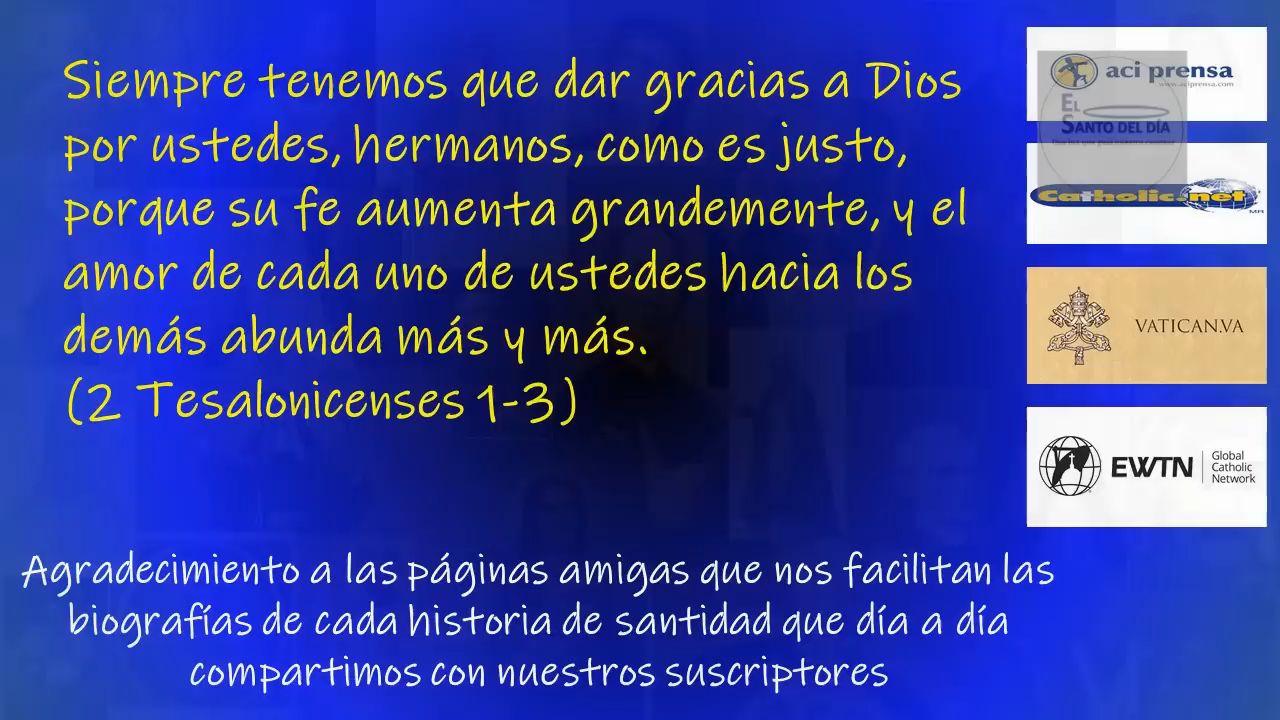 Siempre tenemos que dar gracias a Dios
por ustedes, hermanos, como es justo,
porque su fe aumenta grandemente, y el
amor de cada uno de ustedes hacia los
demás abunda más y más.
(2 Tesalonicenses 1-3)
aci prensa
www.aciprensa.com
EL
SANTO DEL DÍA
Catholic.net
MR
VATICAN.VA
EWTN
Global
Catholic
Network
Agradecimiento a las páginas amigas que nos facilitan las
biografías de cada historia de santidad que día a día
compartimos con nuestros suscriptores